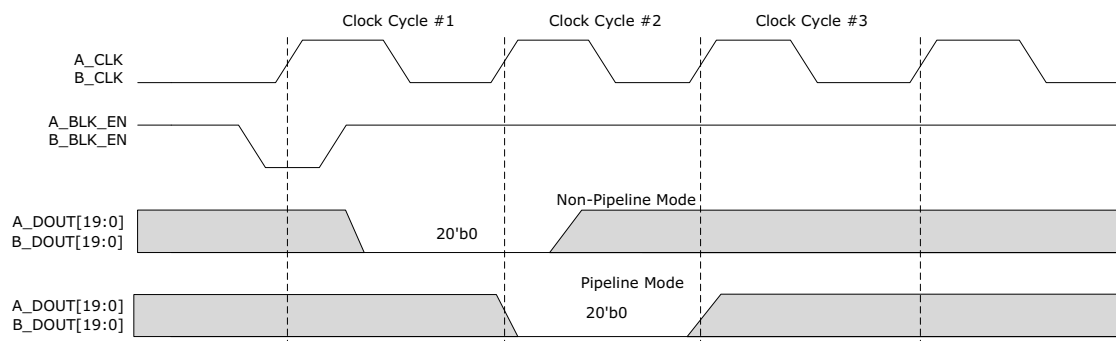 Clock Cycle #1
Clock Cycle #2
Clock Cycle #3
A_CLK
B_CLK
A_BLK_EN
B_BLK_EN
Non-Pipeline Mode
A_DOUT[19:0]
B_DOUT[19:0]
20'b0
Pipeline Mode
A_DOUT[19:0]
B_DOUT[19:0]
20'b0